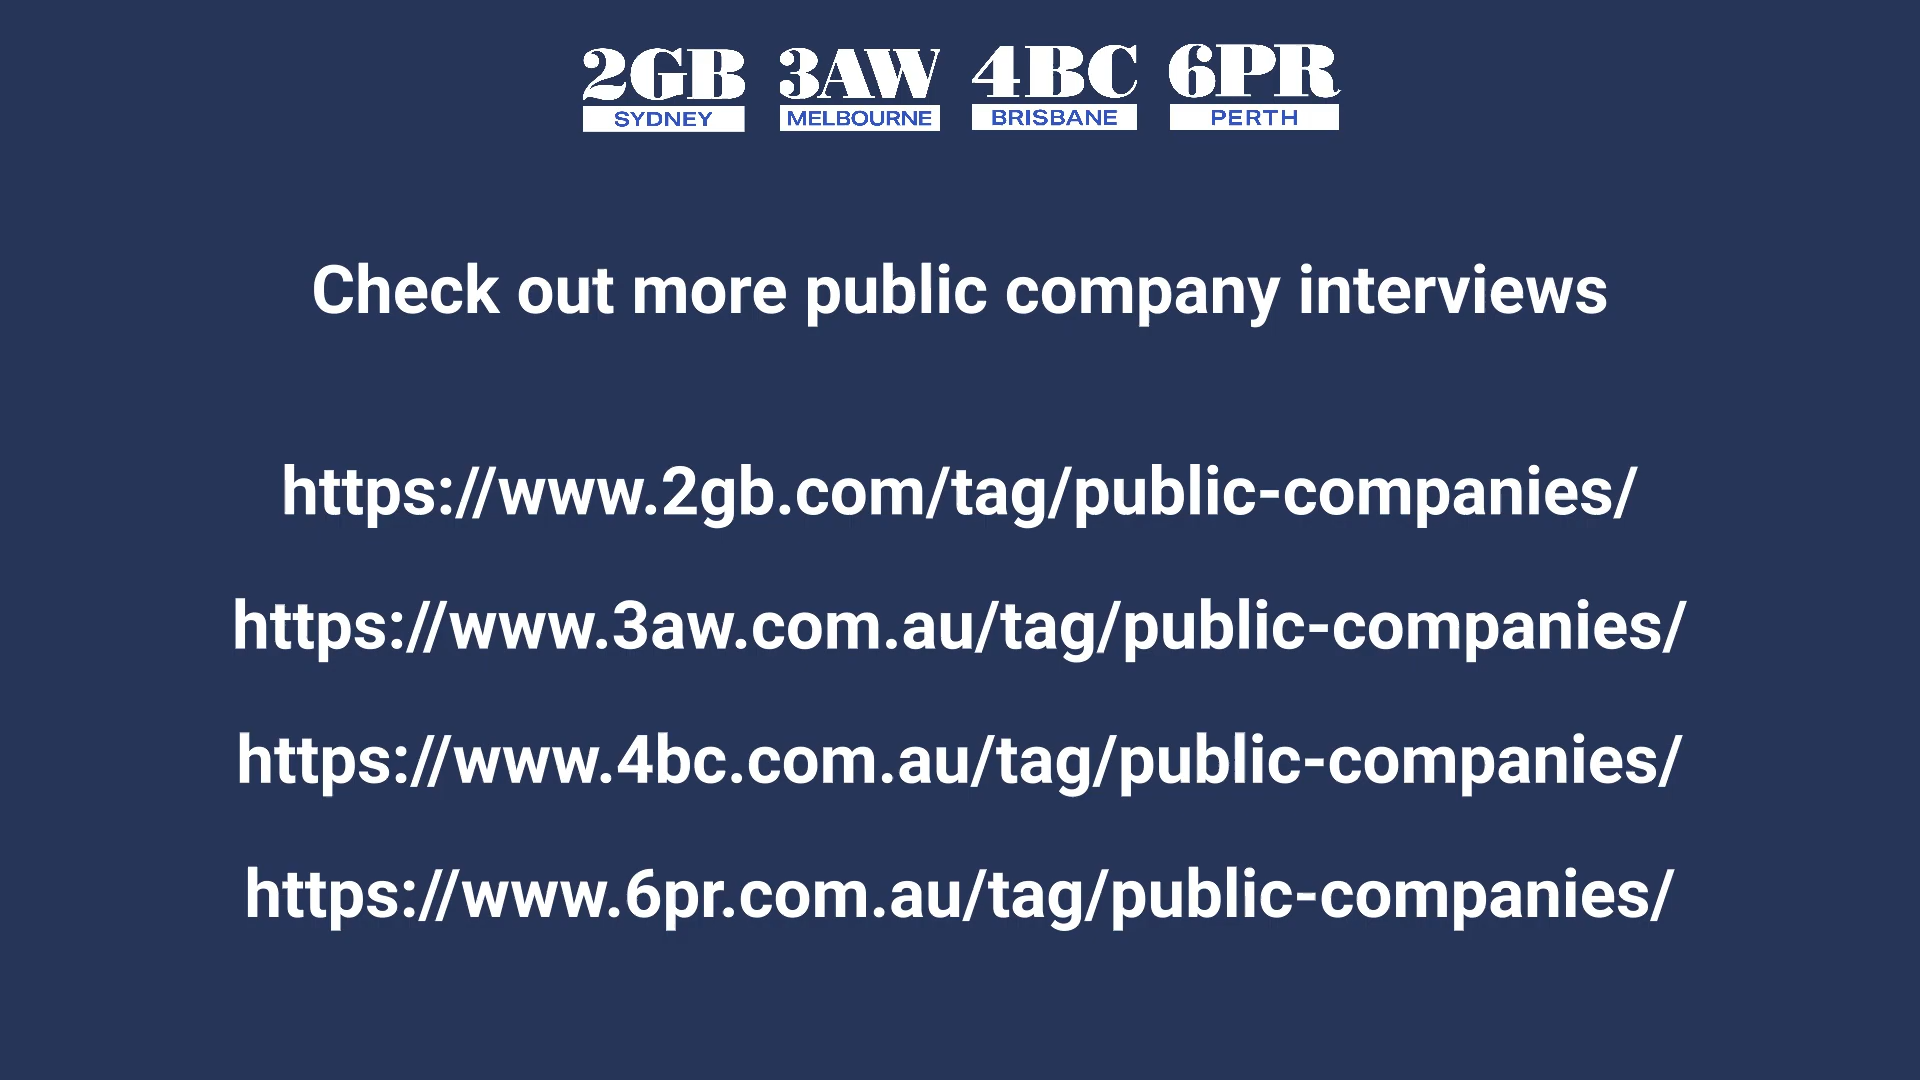 2GB 3AW 4BC 6PR
SYDNEY MELBOURNE BRISBANE PERTH
Check out more public company interviews
https://www.2gb.com/tag/public-companies/
https://www.3aw.com.au/tag/public-companies/
https://www.4bc.com.au/tag/public-companies/
https://www.6pr.com.au/tag/public-companies/